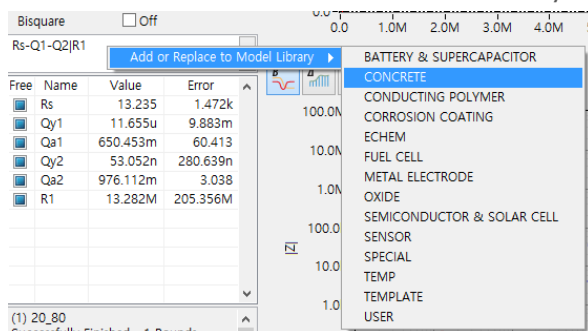 Bisquare Off
Rs-Q1-Q2|R1
Add or Replace to Model Library
Free Name Value Error
Rs 13.235 1.472k
Qy1 11.655u 9.883m
Qa1 650.453m 60.413
Qy2 53.052n 280.639n
Qa2 976.112m 3.038
R1 13.282M 205.356M
(1) 20_80
0.0 1.0M 2.0M 3.0M 4.0M
BATTERY & SUPERCAPACITOR
CONCRETE
CONDUCTING POLYMER
CORROSION COATING
ECHEM
FUEL CELL
METAL ELECTRODE
OXIDE
SEMICONDUCTOR & SOLAR CELL
SENSOR
SPECIAL
TEMP
TEMPLATE
USER
100.0M
10.0M
1.0M
100.0
10.0
1.0
|Z|